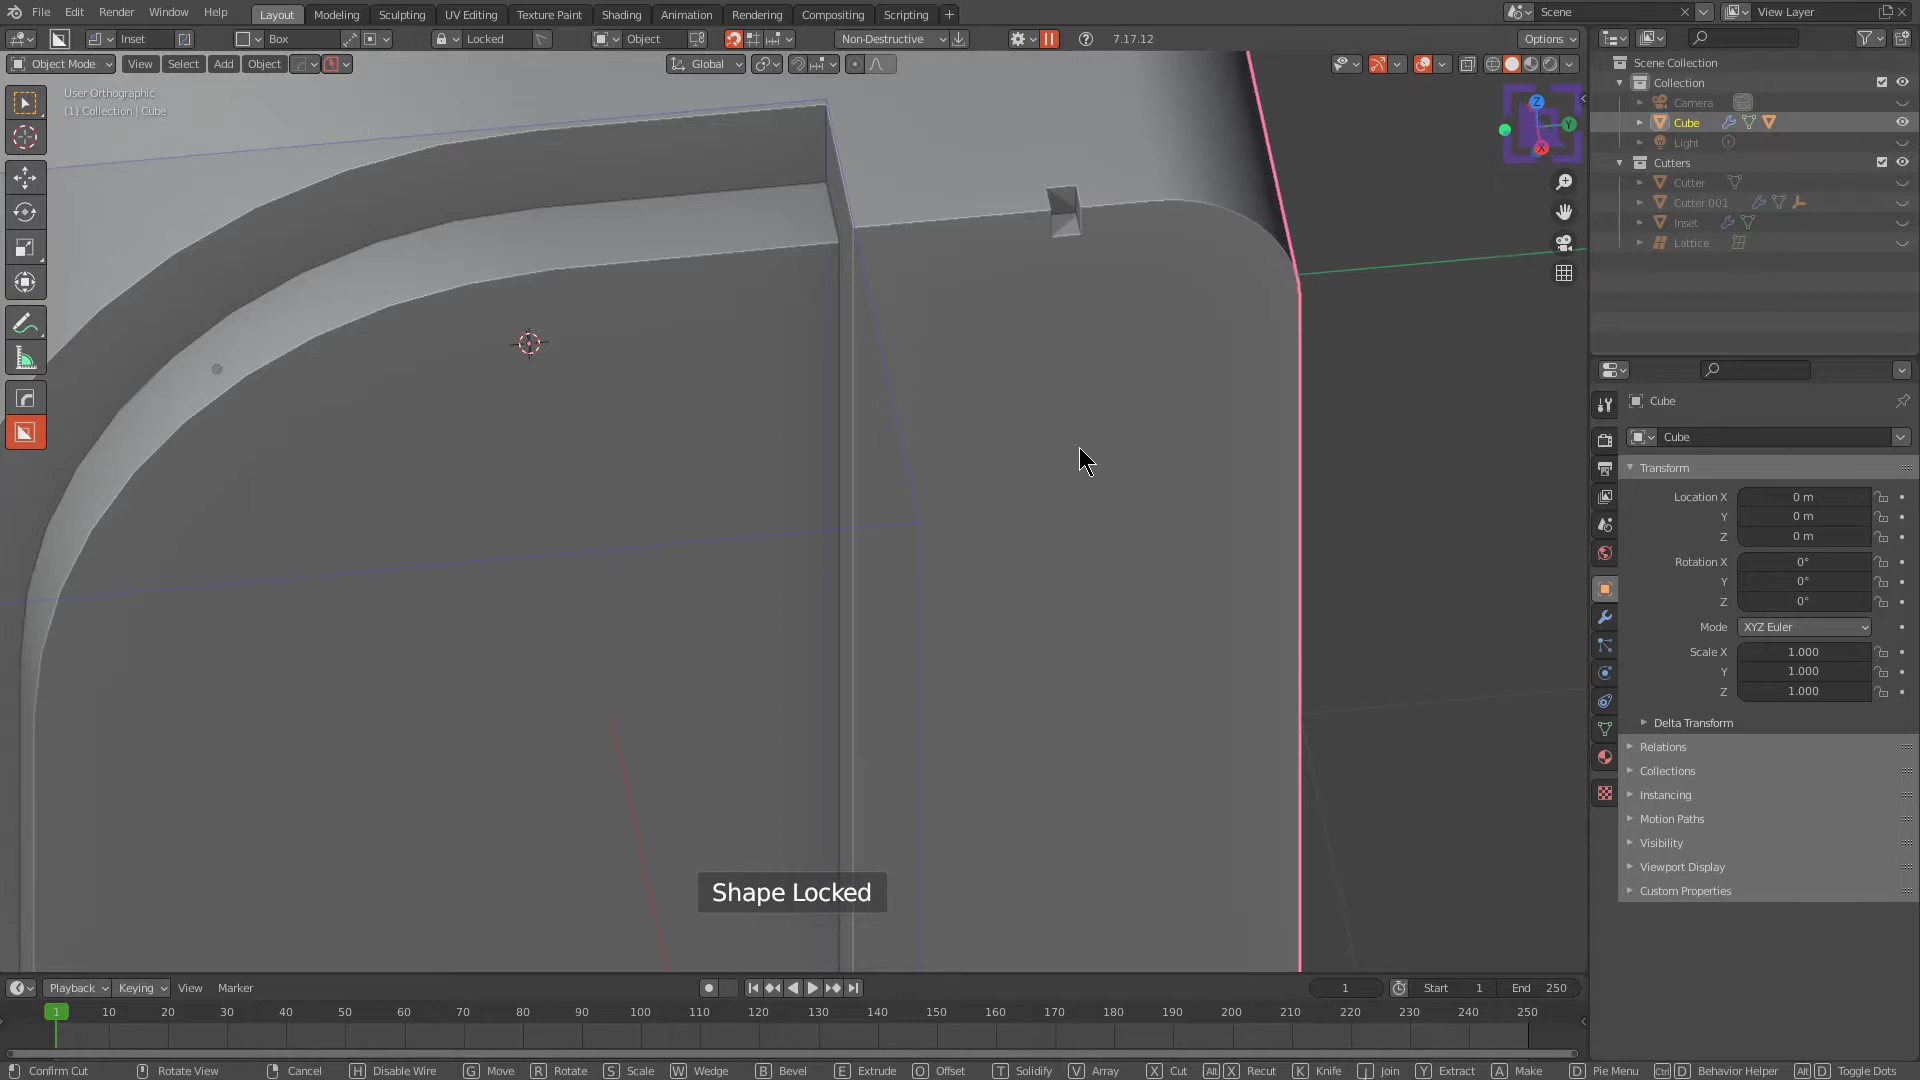 File Edit Render Window Help Layout Modeling Sculpting UV Editing Texture Paint Shading Animation Rendering Compositing Scripting + Scene View Layer
Inset Box Locked Object Non-Destructive 7.17.12 Options
Object Mode View Select Add Object Global
User Orthographic
(1) Collection | Cube
Z
Y
X
Scene Collection
Collection
Camera
Cube
Light
Cutters
Cutter
Cutter.001
Inset
Lattice
Cube
Cube
Transform
Location X 0 m
Y 0 m
Z 0 m
Rotation X 0°
Y 0°
Z 0°
Mode XYZ Euler
Scale X 1.000
Y 1.000
Z 1.000
Delta Transform
Relations
Collections
Instancing
Motion Paths
Visibility
Viewport Display
Custom Properties
Shape Locked
Playback Keying View Marker 1 Start 1 End 250
1 10 20 30 40 50 60 70 80 90 100 110 120 130 140 150 160 170 180 190 200 210 220 230 240 250
Confirm Cut Rotate View Cancel H Disable Wire G Move R Rotate S Scale W Wedge B Bevel E Extrude O Offset T Solidify V Array X Cut Alt X Recut K Knife J Join Y Extract A Make D Pie Menu Ctrl D Behavior Helper Alt D Toggle Dots